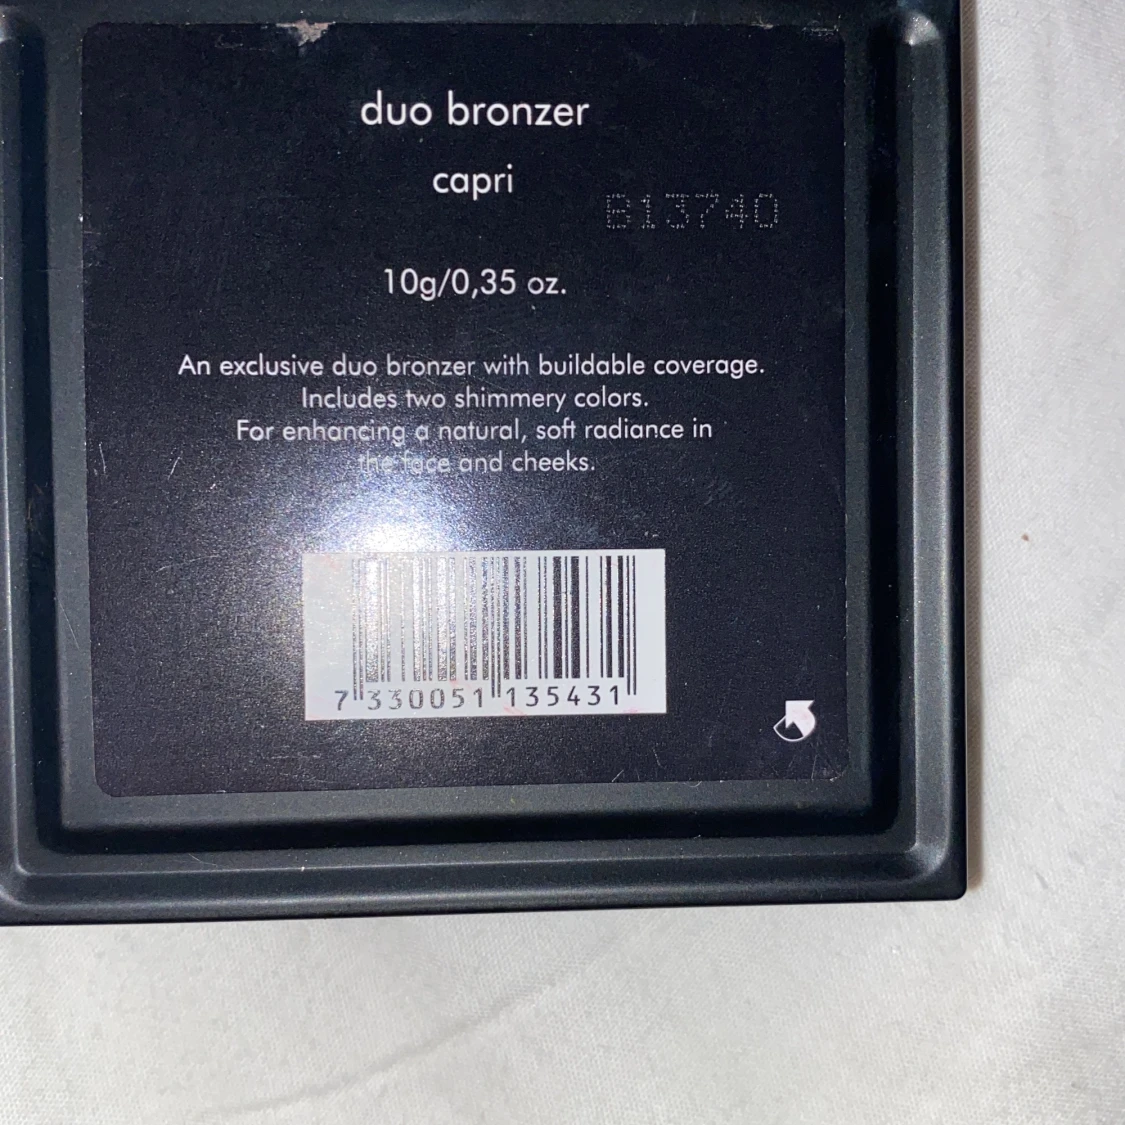 duo bronzer
capri
B13740
10g/0,35 oz.
An exclusive duo bronzer with buildable coverage.
Includes two shimmery colors.
For enhancing a natural, soft radiance in
the face and cheeks.
7 330051 135431